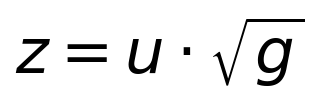 z = u · √g